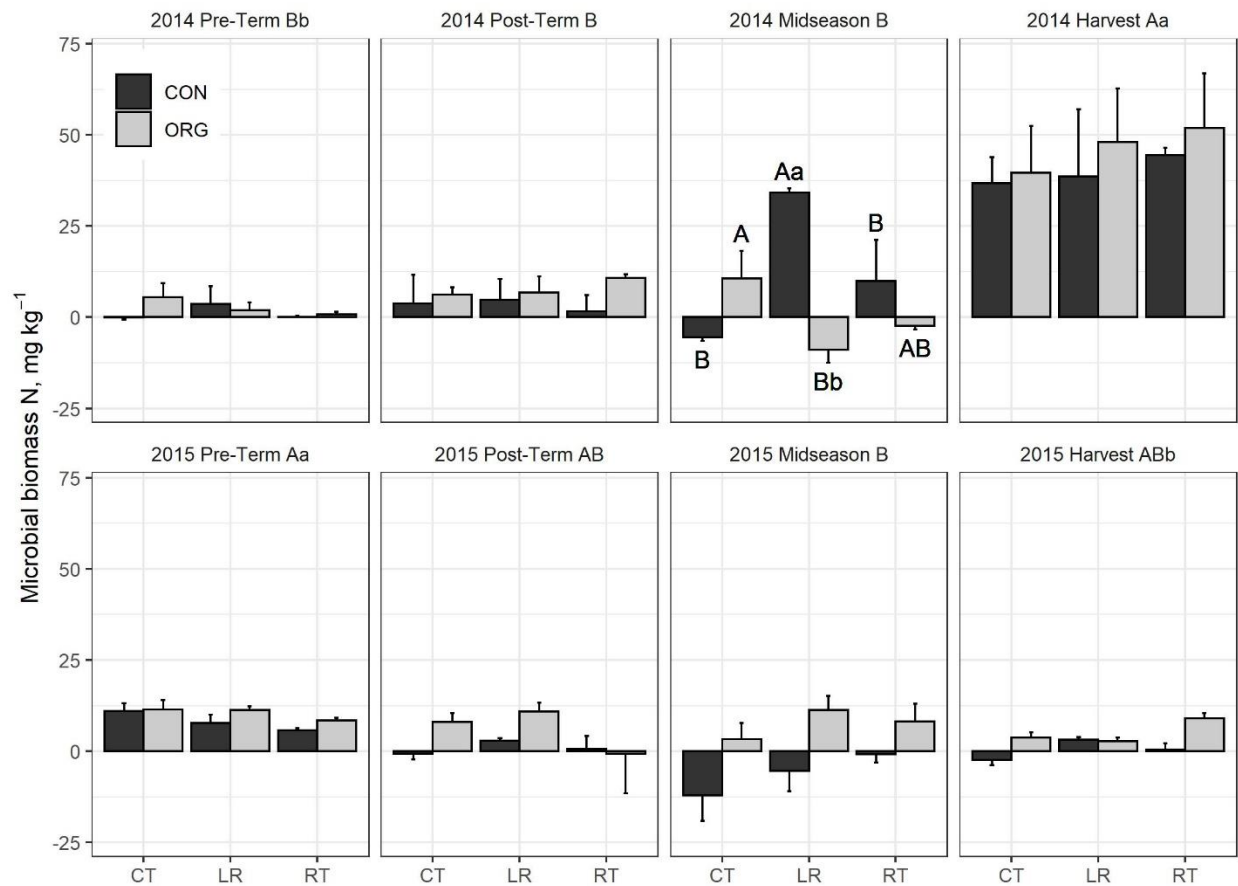 2014 Pre-Term Bb
2014 Post-Term B
2014 Midseason B
2014 Harvest Aa
75
50
25
0
-25
CON
ORG
B
A
Aa
Bb
B
AB
Microbial biomass N, mg kg⁻¹
2015 Pre-Term Aa
2015 Post-Term AB
2015 Midseason B
2015 Harvest ABb
75
50
25
0
-25
CT
LR
RT
CT
LR
RT
CT
LR
RT
CT
LR
RT